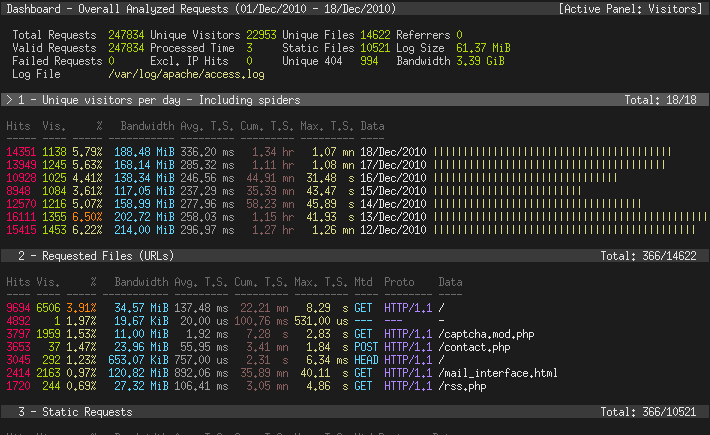 Dashboard - Overall Analyzed Requests (01/Dec/2010 - 18/Dec/2010) [Active Panel: Visitors]
Total Requests 247834 Unique Visitors 22953 Unique Files 14622 Referrers 0
Valid Requests 247834 Processed Time 3 Static Files 10521 Log Size 61.37 MiB
Failed Requests 0 Excl. IP Hits 0 Unique 404 994 Bandwidth 3.39 GiB
Log File /var/log/apache/access.log
> 1 - Unique visitors per day - Including spiders Total: 18/18
Hits Vis. % Bandwidth Avg. T.S. Cum. T.S. Max. T.S. Data
---- ---- ---- --------- --------- --------- --------- ----
14351 1138 5.79% 188.48 MiB 336.20 ms 1.34 hr 1.07 mn 18/Dec/2010 ||||||||||||||||||||||||||||||||||||||||
13949 1245 5.63% 168.14 MiB 285.32 ms 1.11 hr 1.08 mn 17/Dec/2010 |||||||||||||||||||||||||||||||||||||||
10928 1025 4.41% 138.34 MiB 246.56 ms 44.91 mn 31.48 s 16/Dec/2010 |||||||||||||||||||||||||||||||
8948 1084 3.61% 117.05 MiB 237.29 ms 35.39 mn 43.47 s 15/Dec/2010 |||||||||||||||||||||||||
12570 1216 5.07% 158.99 MiB 277.96 ms 58.23 mn 45.89 s 14/Dec/2010 |||||||||||||||||||||||||||||||||||
16111 1355 6.50% 202.72 MiB 258.03 ms 1.15 hr 41.93 s 13/Dec/2010 ||||||||||||||||||||||||||||||||||||||||||||||
15415 1453 6.22% 214.00 MiB 296.97 ms 1.27 hr 1.26 mn 12/Dec/2010 ||||||||||||||||||||||||||||||||||||||||||||
2 - Requested Files (URLs) Total: 366/14622
Hits Vis. % Bandwidth Avg. T.S. Cum. T.S. Max. T.S. Mtd Proto Data
---- ---- ---- --------- --------- --------- --------- --- -------- ----
9694 6506 3.91% 34.57 MiB 137.48 ms 22.21 mn 8.29 s GET HTTP/1.1 /
4892 1 1.97% 19.67 KiB 20.00 us 100.76 ms 531.00 us --- --- -
3797 1959 1.53% 11.00 MiB 1.92 ms 7.28 s 2.83 s GET HTTP/1.1 /captcha.mod.php
3653 37 1.47% 23.96 MiB 55.95 ms 3.41 mn 1.84 s POST HTTP/1.1 /contact.php
3045 292 1.23% 653.07 KiB 757.00 us 2.31 s 6.34 ms HEAD HTTP/1.1 /
2414 2163 0.97% 120.82 MiB 892.06 ms 35.89 mn 40.11 s GET HTTP/1.1 /mail_interface.html
1720 244 0.69% 27.32 MiB 106.41 ms 3.05 mn 4.86 s GET HTTP/1.1 /rss.php
3 - Static Requests Total: 366/10521